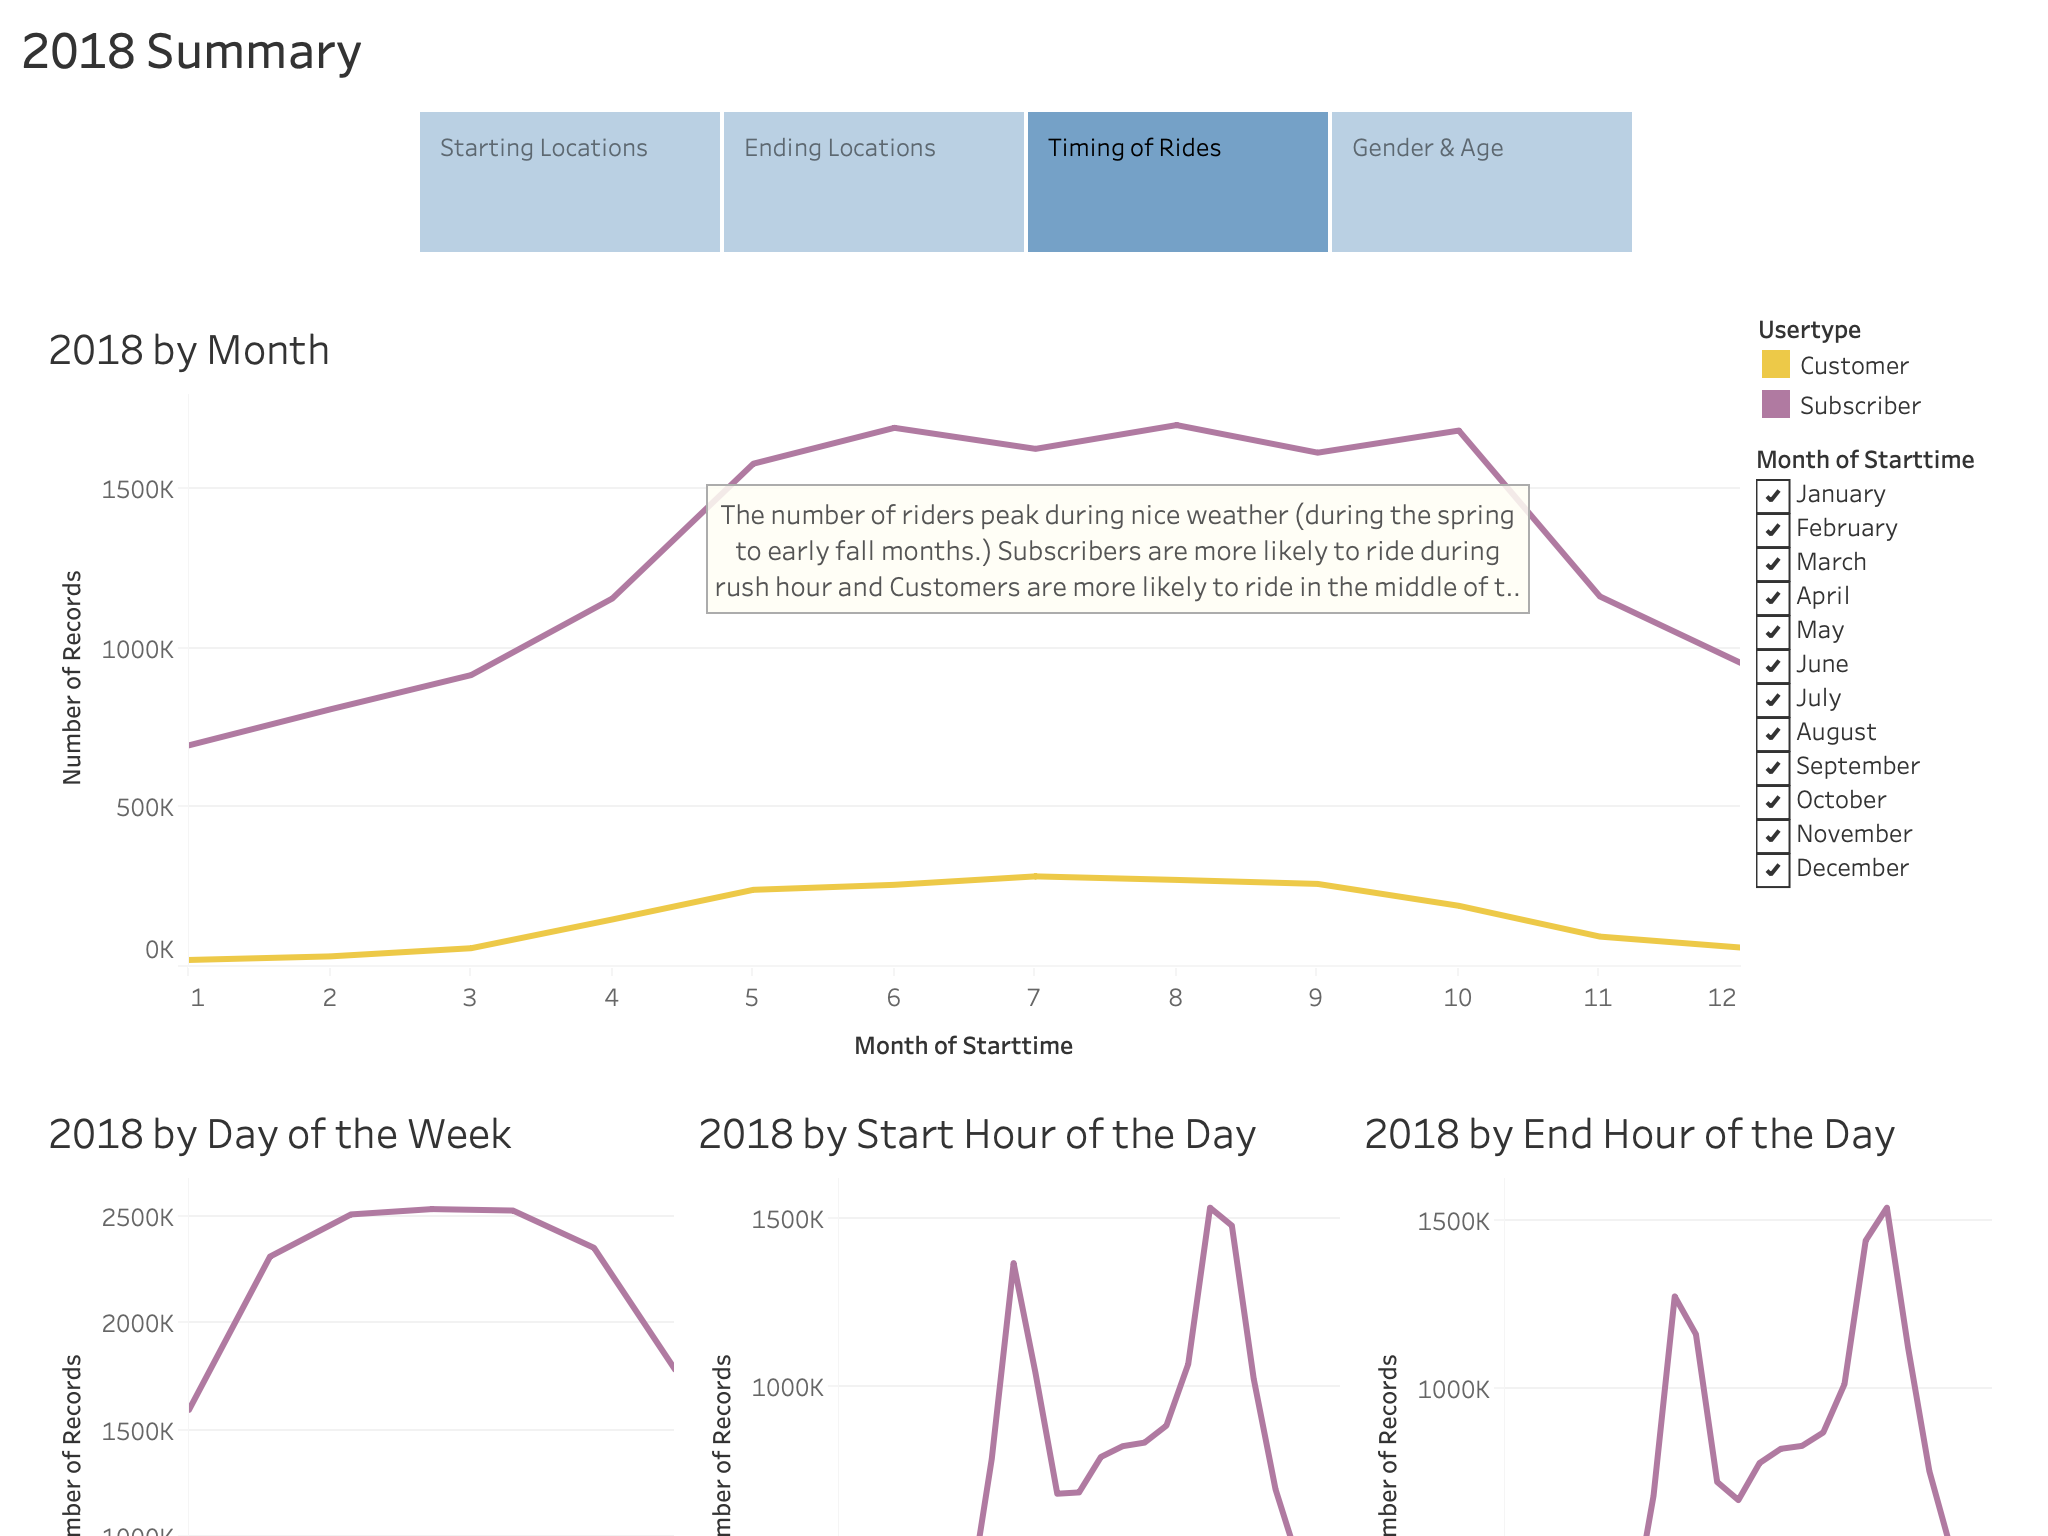 2018 Summary
Starting Locations
Ending Locations
Timing of Rides
Gender & Age
2018 by Month
Usertype
Customer
Subscriber
Month of Starttime
January
February
March
April
May
June
July
August
September
October
November
December
The number of riders peak during nice weather (during the spring
to early fall months.) Subscribers are more likely to ride during
rush hour and Customers are more likely to ride in the middle of t..
Number of Records
1500K
1000K
500K
0K
1 2 3 4 5 6 7 8 9 10 11 12
Month of Starttime
2018 by Day of the Week
2500K
2000K
1500K
1000K
mber of Records
2018 by Start Hour of the Day
1500K
1000K
mber of Records
2018 by End Hour of the Day
1500K
1000K
mber of Records